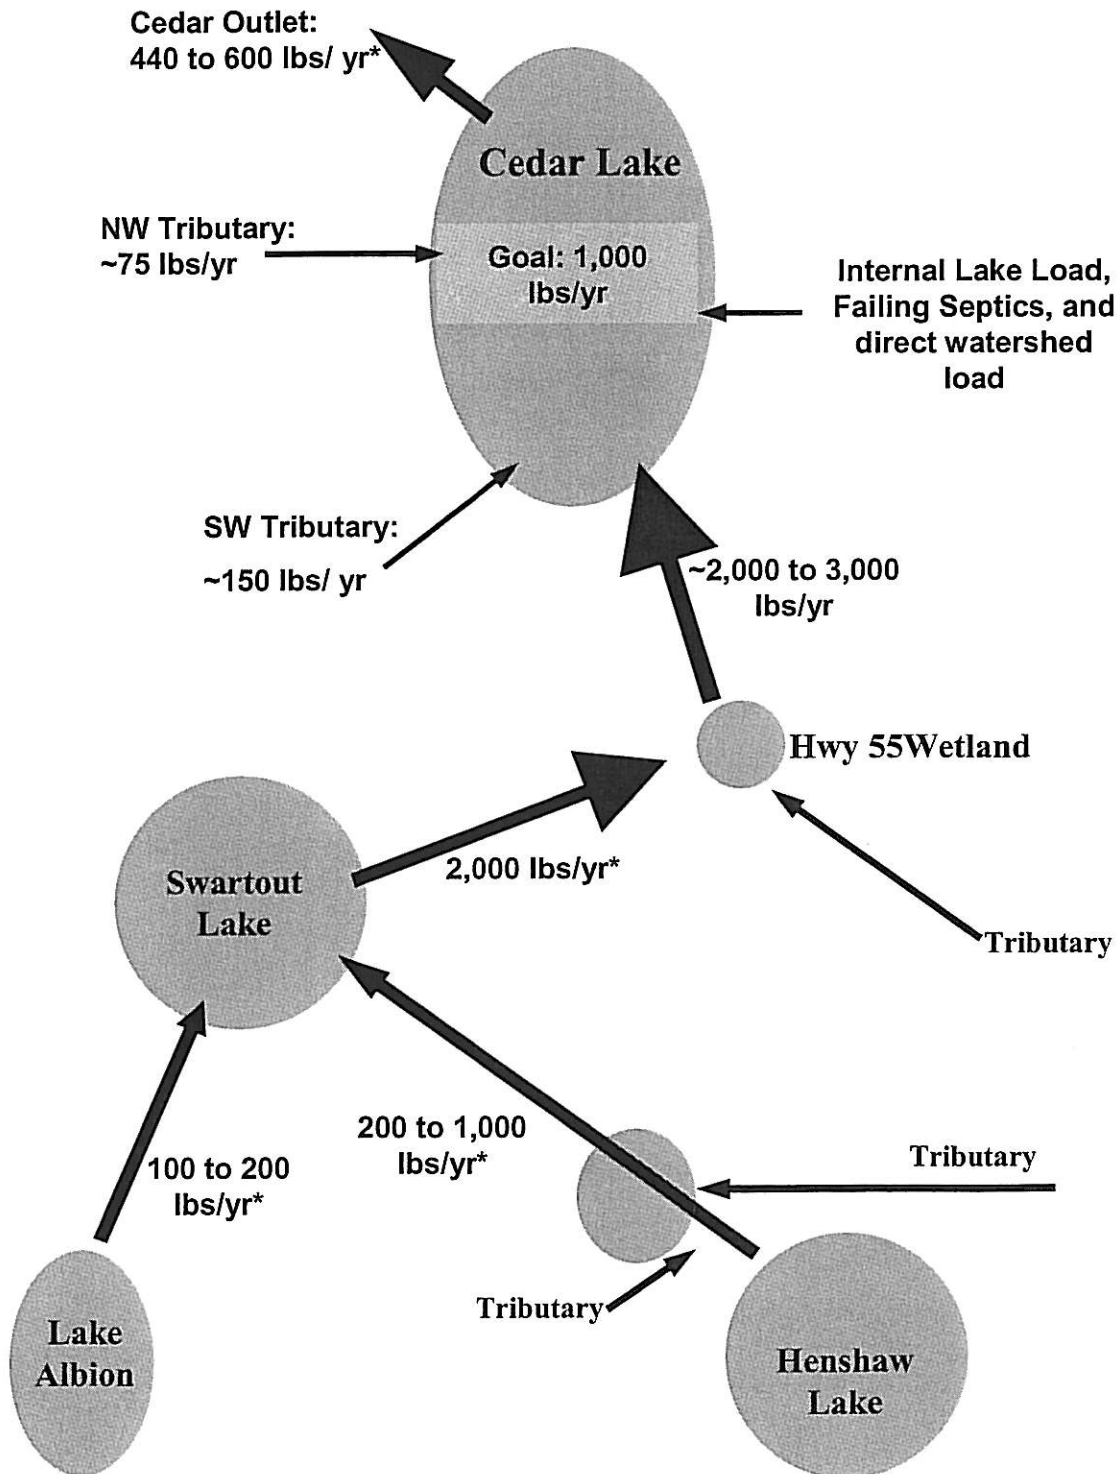 Cedar Outlet:
440 to 600 lbs/ yr*
Cedar Lake
NW Tributary:
~75 lbs/yr
Goal: 1,000
lbs/yr
Internal Lake Load,
Failing Septics, and
direct watershed
load
SW Tributary:
~150 lbs/ yr
~2,000 to 3,000
lbs/yr
Hwy 55Wetland
2,000 lbs/yr*
Swartout
Lake
Tributary
200 to 1,000
lbs/yr*
100 to 200
lbs/yr*
Tributary
Tributary
Lake
Albion
Henshaw
Lake